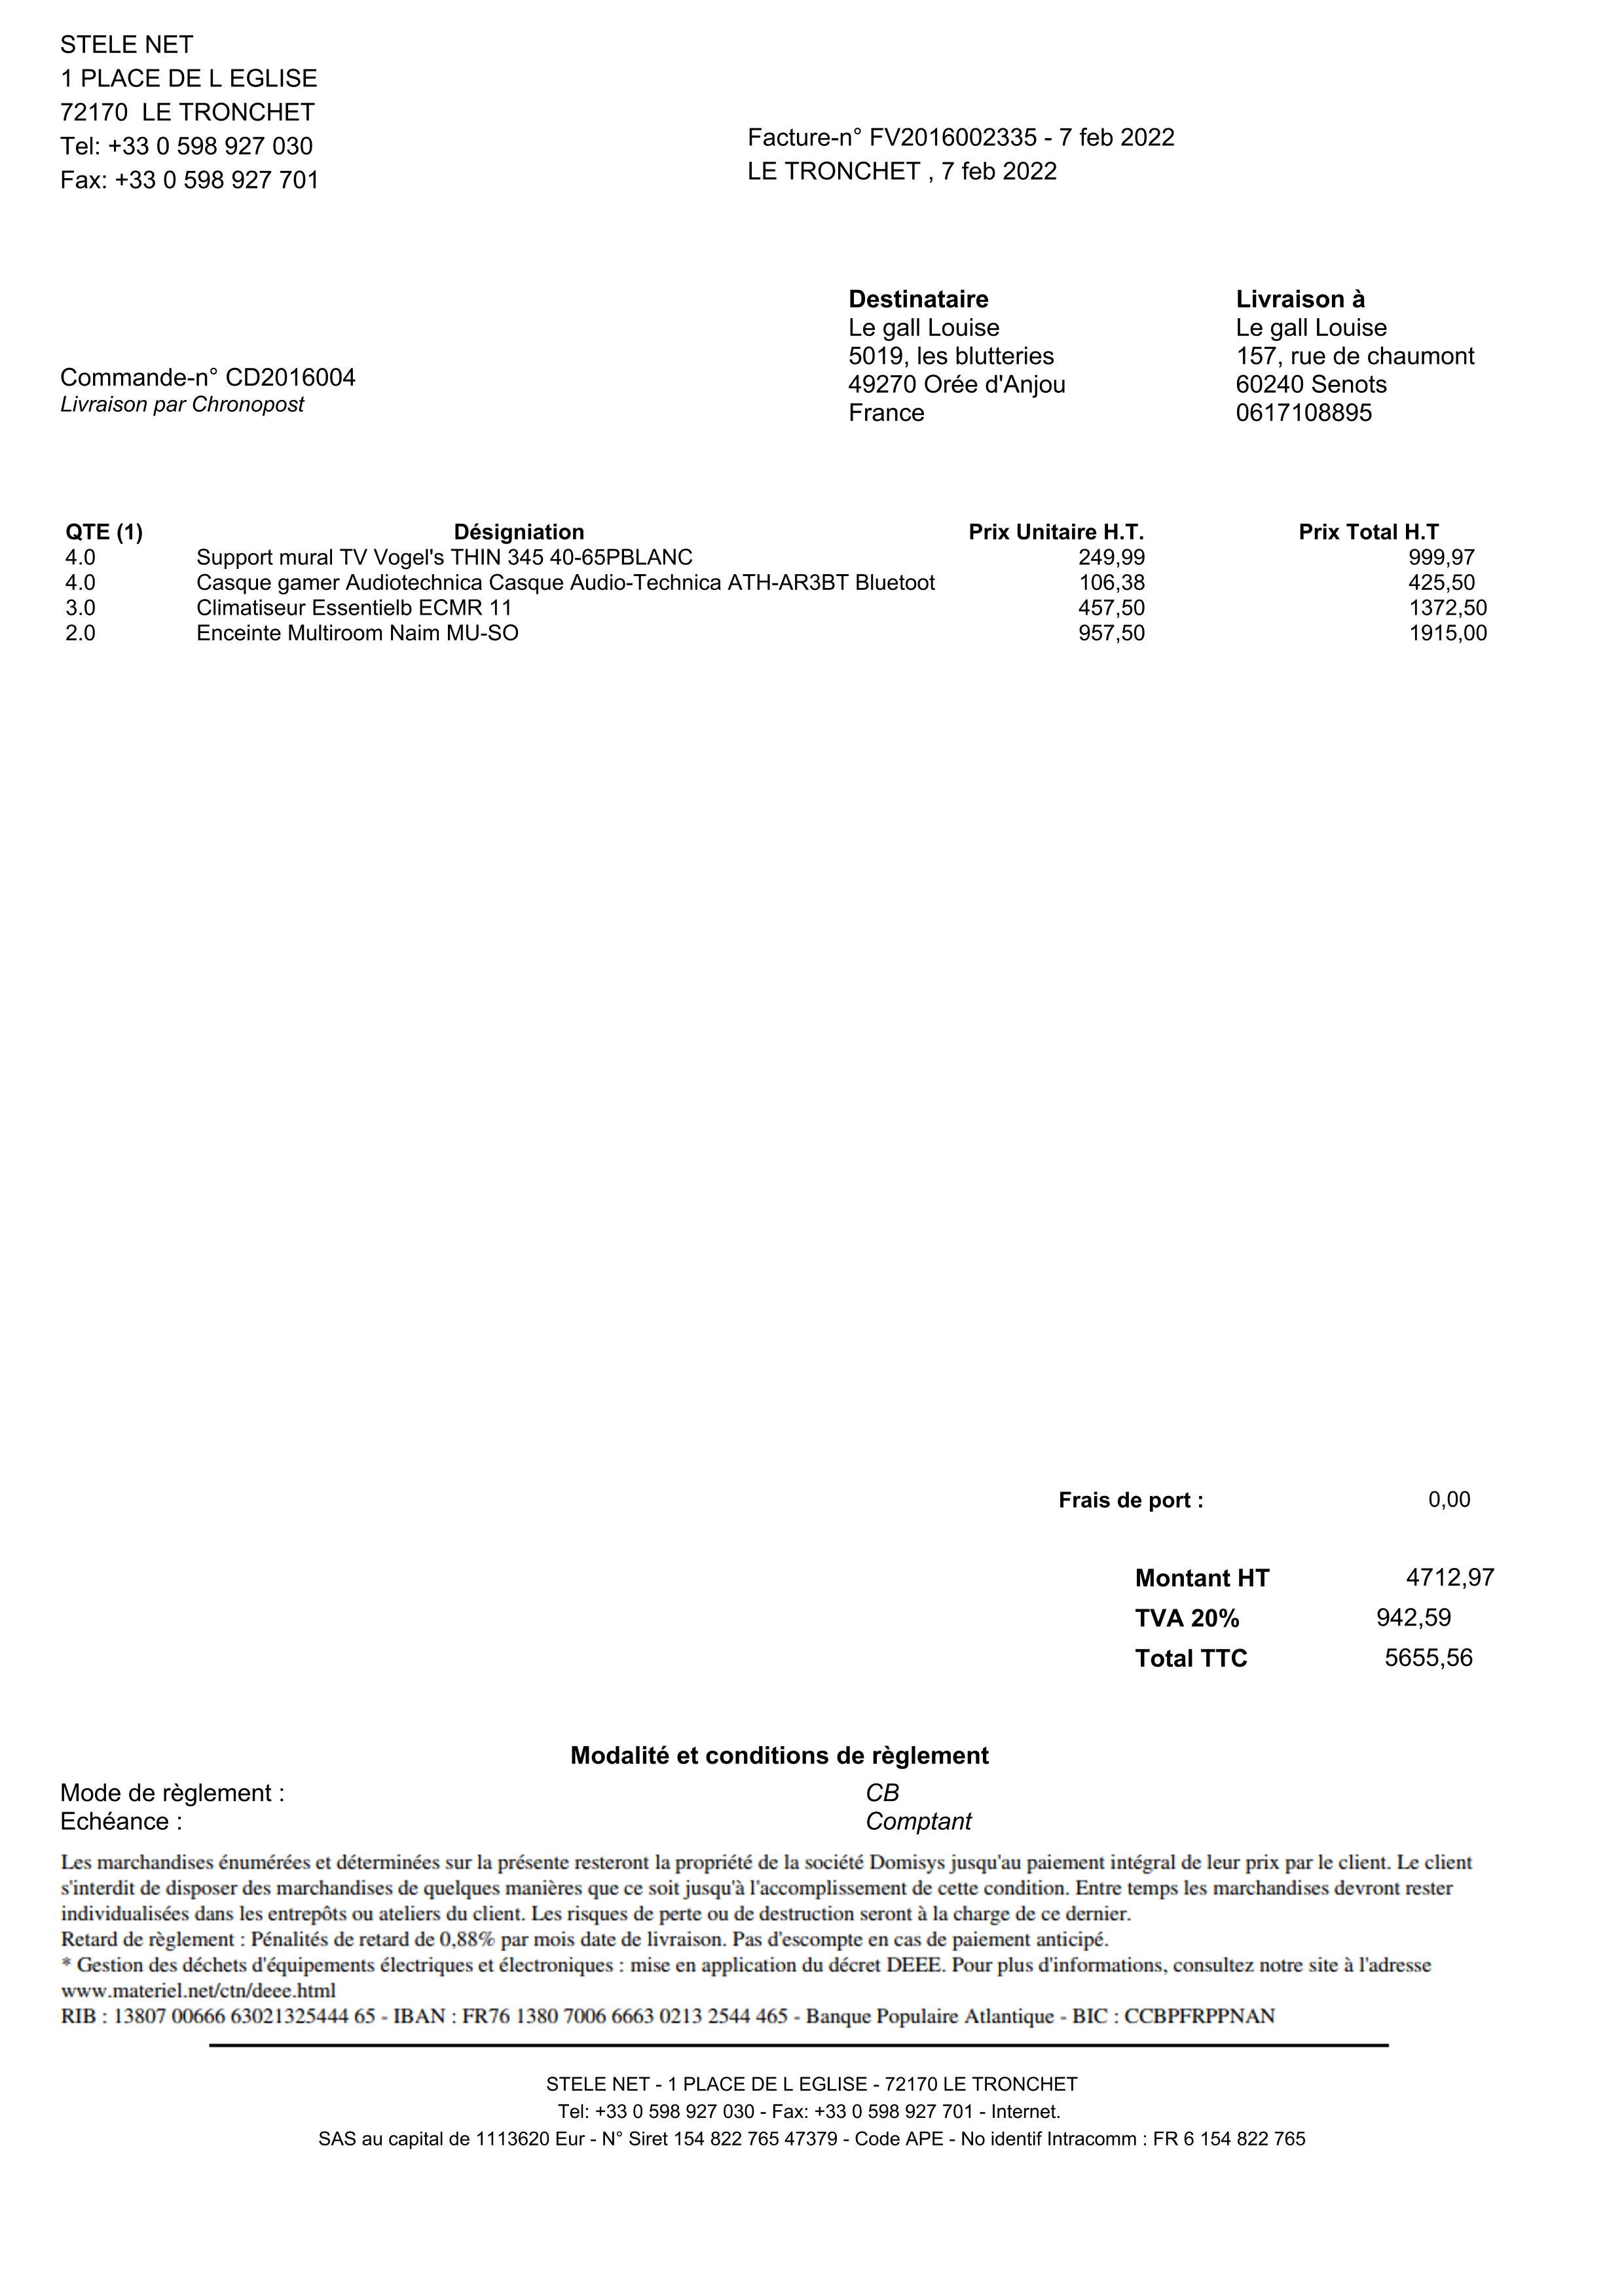 STELE NET
1 PLACE DE L EGLISE
72170  LE TRONCHET
Tel: +33 0 598 927 030
Fax: +33 0 598 927 701
Facture-n° FV2016002335 - 7 feb 2022
LE TRONCHET , 7 feb 2022
Commande-n° CD2016004
Livraison par Chronopost
Destinataire
Le gall Louise
5019, les blutteries
49270 Orée d'Anjou
France
Livraison à
Le gall Louise
157, rue de chaumont
60240 Senots
0617108895
QTE (1) Désigniation Prix Unitaire H.T. Prix Total H.T
4.0 Support mural TV Vogel's THIN 345 40-65PBLANC 249,99 999,97
4.0 Casque gamer Audiotechnica Casque Audio-Technica ATH-AR3BT Bluetoot 106,38 425,50
3.0 Climatiseur Essentielb ECMR 11 457,50 1372,50
2.0 Enceinte Multiroom Naim MU-SO 957,50 1915,00
Frais de port : 0,00
Montant HT 4712,97
TVA 20% 942,59
Total TTC 5655,56
Modalité et conditions de règlement
Mode de règlement : CB
Echéance : Comptant
Les marchandises énumérées et déterminées sur la présente resteront la propriété de la société Domisys jusqu'au paiement intégral de leur prix par le client. Le client
s'interdit de disposer des marchandises de quelques manières que ce soit jusqu'à l'accomplissement de cette condition. Entre temps les marchandises devront rester
individualisées dans les entrepôts ou ateliers du client. Les risques de perte ou de destruction seront à la charge de ce dernier.
Retard de règlement : Pénalités de retard de 0,88% par mois date de livraison. Pas d'escompte en cas de paiement anticipé.
* Gestion des déchets d'équipements électriques et électroniques : mise en application du décret DEEE. Pour plus d'informations, consultez notre site à l'adresse
www.materiel.net/ctn/deee.html
RIB : 13807 00666 63021325444 65 - IBAN : FR76 1380 7006 6663 0213 2544 465 - Banque Populaire Atlantique - BIC : CCBPFRPPNAN
STELE NET - 1 PLACE DE L EGLISE - 72170 LE TRONCHET
Tel: +33 0 598 927 030 - Fax: +33 0 598 927 701 - Internet.
SAS au capital de 1113620 Eur - N° Siret 154 822 765 47379 - Code APE - No identif Intracomm : FR 6 154 822 765